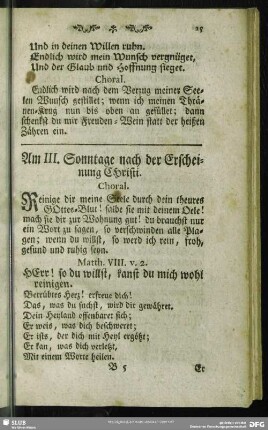 25
Und in deinen Willen ruhn.
Endlich wird mein Wunsch vergnüget,
Und der Glaub und Hoffnung sieget.
Choral.
Endlich wird nach dem Verzug meiner See-
len Wunsch gestillet; wenn ich meinen Thrä-
nen-Krug nun bis oben an gefüllet; dann
schenkst du mir Freuden-Wein statt der heißen
Zähren ein.
Am III. Sonntage nach der Erschei-
nung Christi.
Choral.
Reinige dir meine Seele durch dein theures
GOttes-Blut! salbe sie mit deinem Oele!
mach sie dir zur Wohnung gut! du brauchst nur
ein Wort zu sagen, so verschwinden alle Pla-
gen; wenn du willst, so werd ich rein, froh,
gesund und ruhig seyn.
Matth. VIII. v. 2.
HErr! so du willst, kanst du mich wohl
reinigen.
Betrübtes Herz! erfreue dich!
Das, was du suchst, wird dir gewähret.
Dein Heyland offenbaret sich;
Er weis, was dich beschweret;
Er ists, der dich mit Heyl ergötzt;
Er kan, was dich verletzt,
Mit einem Worte heilen.
B 5
Er
SLUB